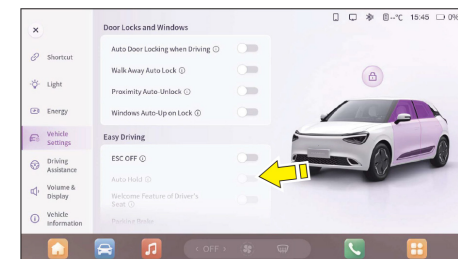 --℃ 15:45 0%
Door Locks and Windows
Auto Door Locking when Driving
Walk Away Auto Lock
Proximity Auto-Unlock
Windows Auto-Up on Lock
Easy Driving
ESC OFF
Auto Hold
Welcome Feature of Driver's
Seat
Shortcut
Light
Energy
Vehicle
Settings
Driving
Assistance
Volume &
Display
Vehicle
Information
< OFF >